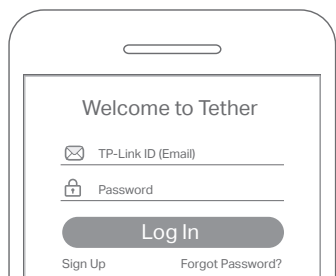 Welcome to Tether
TP-Link ID (Email)
Password
Log In
Sign Up Forgot Password?